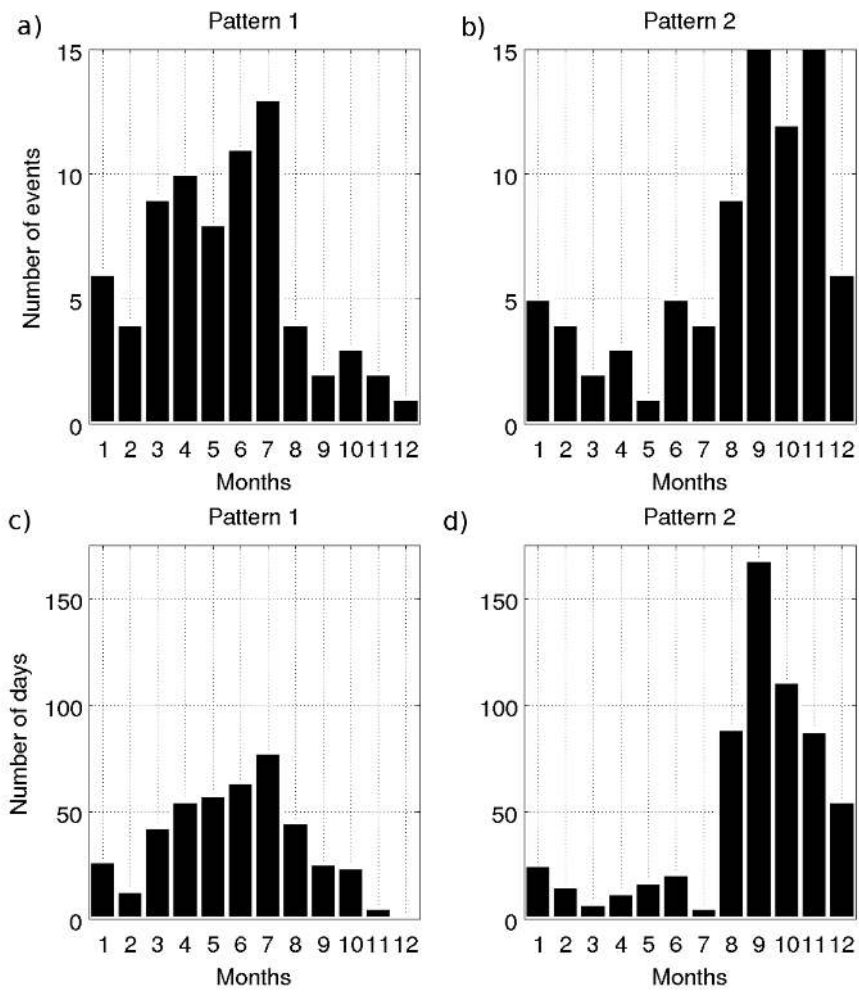 a)
Pattern 1
15
10
5
0
Number of events
1 2 3 4 5 6 7 8 9 10 11 12
Months
b)
Pattern 2
15
10
5
0
1 2 3 4 5 6 7 8 9 10 11 12
Months
c)
Pattern 1
150
100
50
0
Number of days
1 2 3 4 5 6 7 8 9 10 11 12
Months
d)
Pattern 2
150
100
50
0
1 2 3 4 5 6 7 8 9 10 11 12
Months